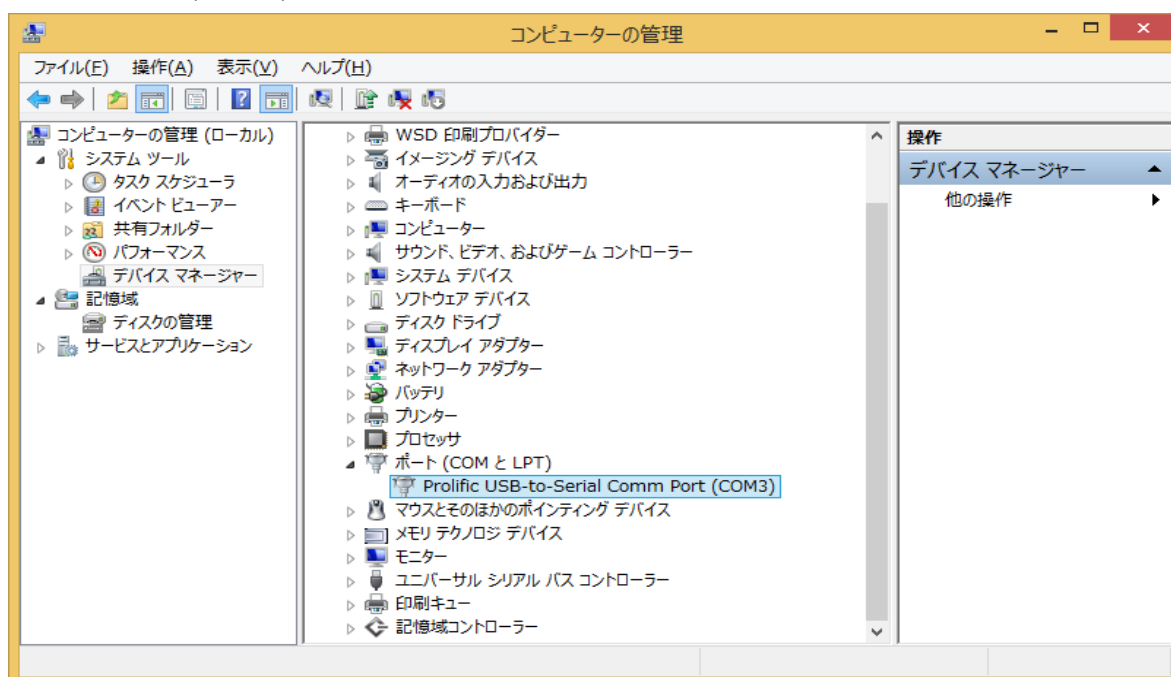 コンピューターの管理
ファイル(F) 操作(A) 表示(V) ヘルプ(H)
コンピューターの管理 (ローカル)
システム ツール
タスク スケジューラ
イベント ビューアー
共有フォルダー
パフォーマンス
デバイス マネージャー
記憶域
ディスクの管理
サービスとアプリケーション
WSD 印刷プロバイダー
イメージング デバイス
オーディオの入力および出力
キーボード
コンピューター
サウンド、ビデオ、およびゲーム コントローラー
システム デバイス
ソフトウェア デバイス
ディスク ドライブ
ディスプレイ アダプター
ネットワーク アダプター
バッテリ
プリンター
プロセッサ
ポート (COM と LPT)
Prolific USB-to-Serial Comm Port (COM3)
マウスとそのほかのポインティング デバイス
メモリ テクノロジ デバイス
モニター
ユニバーサル シリアル バス コントローラー
印刷キュー
記憶域コントローラー
操作
デバイス マネージャー
他の操作